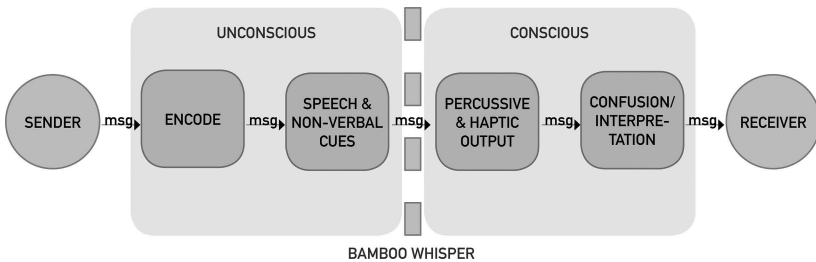 UNCONSCIOUS
CONSCIOUS
SENDER
msg
ENCODE
msg
SPEECH &
NON-VERBAL
CUES
msg
PERCUSSIVE
& HAPTIC
OUTPUT
msg
CONFUSION/
INTERPRE-
TATION
msg
RECEIVER
BAMBOO WHISPER